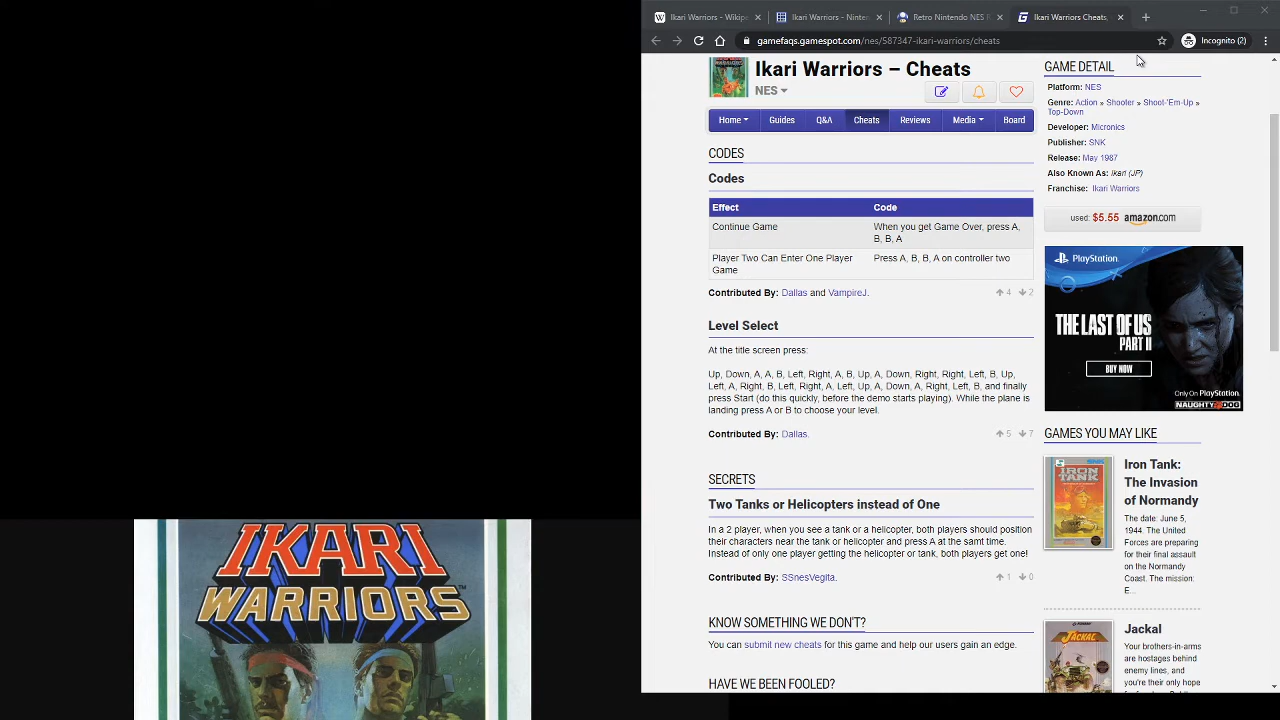 Ikari Warriors - Wikipe
Ikari Warriors - Ninten
Retro Nintendo NES R
Ikari Warriors Cheats,
gamefaqs.gamespot.com/nes/587347-ikari-warriors/cheats
Incognito (2)
Ikari Warriors – Cheats
NES
Home
Guides
Q&A
Cheats
Reviews
Media
Board
CODES
Codes
Effect
Code
Continue Game
When you get Game Over, press A,
B, B, A
Player Two Can Enter One Player
Game
Press A, B, B, A on controller two
Contributed By: Dallas and VampireJ.
4
2
Level Select
At the title screen press:
Up, Down, A, A, B, Left, Right, A, B, Up, A, Down, Right, Right, Left, B, Up,
Left, A, Right, B, Left, Right, A, Left, Up, A, Down, A, Right, Left, B, and finally
press Start (do this quickly, before the demo starts playing). While the plane is
landing press A or B to choose your level.
Contributed By: Dallas.
5
7
SECRETS
Two Tanks or Helicopters instead of One
In a 2 player, when you see a tank or a helicopter, both players should position
their characters near the tank or helicopter and press A at the samt time.
Instead of only one player getting the helicopter or tank, both players get one!
Contributed By: SSnesVegita.
1
0
KNOW SOMETHING WE DON'T?
You can submit new cheats for this game and help our users gain an edge.
HAVE WE BEEN FOOLED?
GAME DETAIL
Platform: NES
Genre: Action » Shooter » Shoot-'Em-Up »
Top-Down
Developer: Micronics
Publisher: SNK
Release: May 1987
Also Known As: Ikari (JP)
Franchise: Ikari Warriors
used: $5.55 amazon.com
PlayStation.
THE LAST OF US
PART II
BUY NOW
Only On PlayStation
NAUGHTY DOG
GAMES YOU MAY LIKE
IRON
TANK
Iron Tank:
The Invasion
of Normandy
The date: June 5,
1944. The United
Forces are preparing
for their final assault
on the Normandy
Coast. The mission:
E...
JACKAL
Jackal
Your brothers-in-arms
are hostages behind
enemy lines, and
you're their only hope
IKARI
WARRIORS
TM